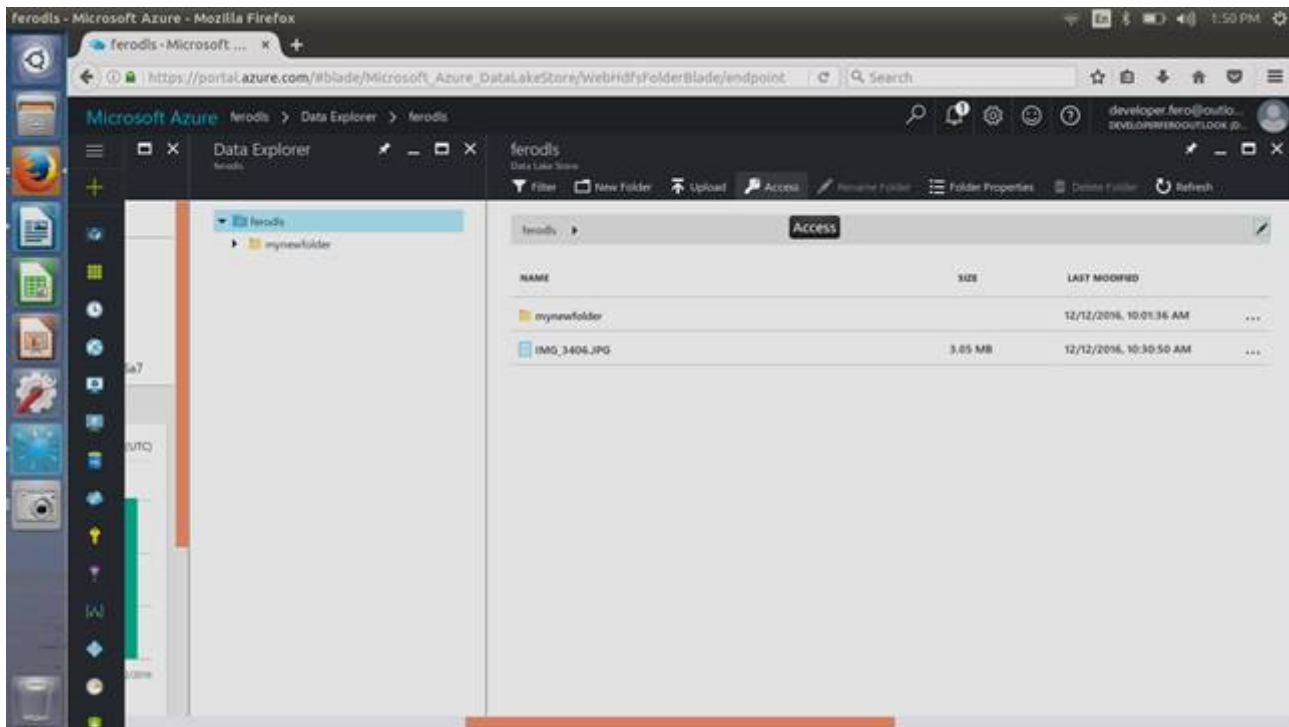 ferodls - Microsoft Azure - Mozilla Firefox
En
1:50 PM
ferodls - Microsoft ... × +
https://portal.azure.com/#blade/Microsoft_Azure_DataLakeStore/WebHdfsFolderBlade/endpoint
Search
Microsoft Azure ferodls > Data Explorer > ferodls
developer.fero@outlo...
Data Explorer
ferodls
ferodls
Data Lake Store
Filter New Folder Upload Access Rename Folder Folder Properties Delete Folder Refresh
ferodls
mynewfolder
ferodls
Access
NAME SIZE LAST MODIFIED
mynewfolder 12/12/2016, 10:01:36 AM ...
IMG_3406.JPG 3.05 MB 12/12/2016, 10:30:50 AM ...
(UTC)